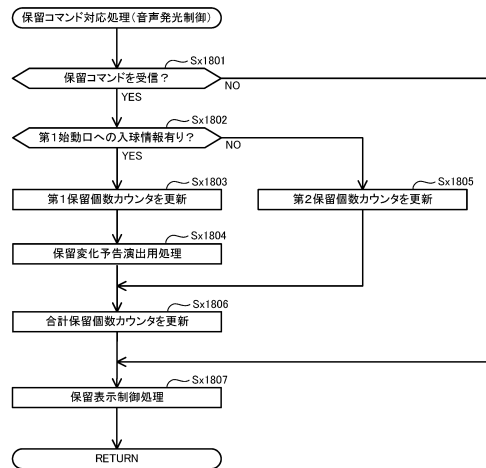 保留コマンド対応処理(音声発光制御)
Sx1801
保留コマンドを受信?
NO
YES
Sx1802
第1始動口への入球情報有り?
NO
YES
Sx1803
第1保留個数カウンタを更新
Sx1805
第2保留個数カウンタを更新
Sx1804
保留変化予告演出用処理
Sx1806
合計保留個数カウンタを更新
Sx1807
保留表示制御処理
RETURN